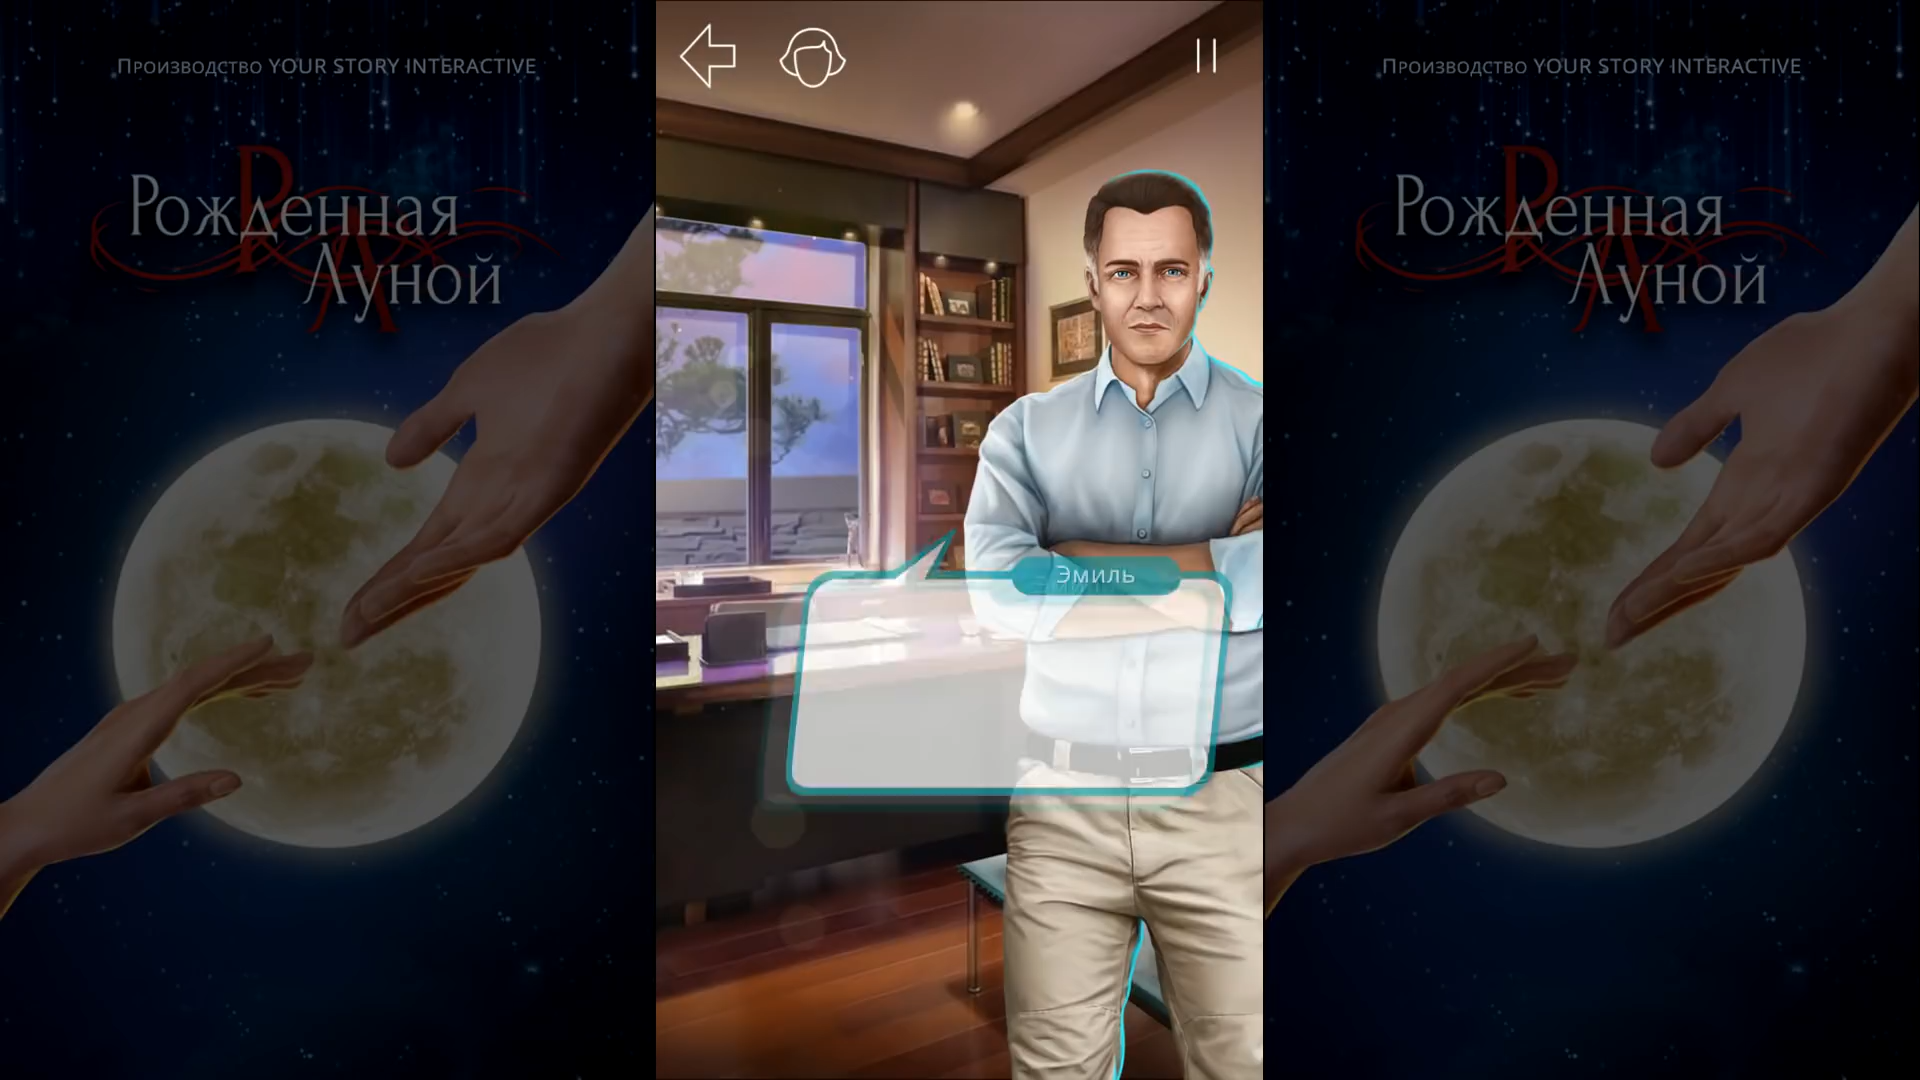 Производство YOUR STORY INTERACTIVE
Рожденная
Луной
Эмиль
Производство YOUR STORY INTERACTIVE
Рожденная
Луной